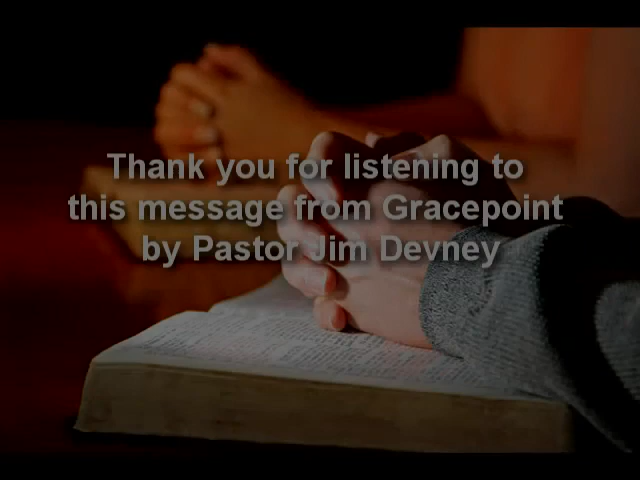 Thank you for listening to
this message from Gracepoint
by Pastor Jim Devney